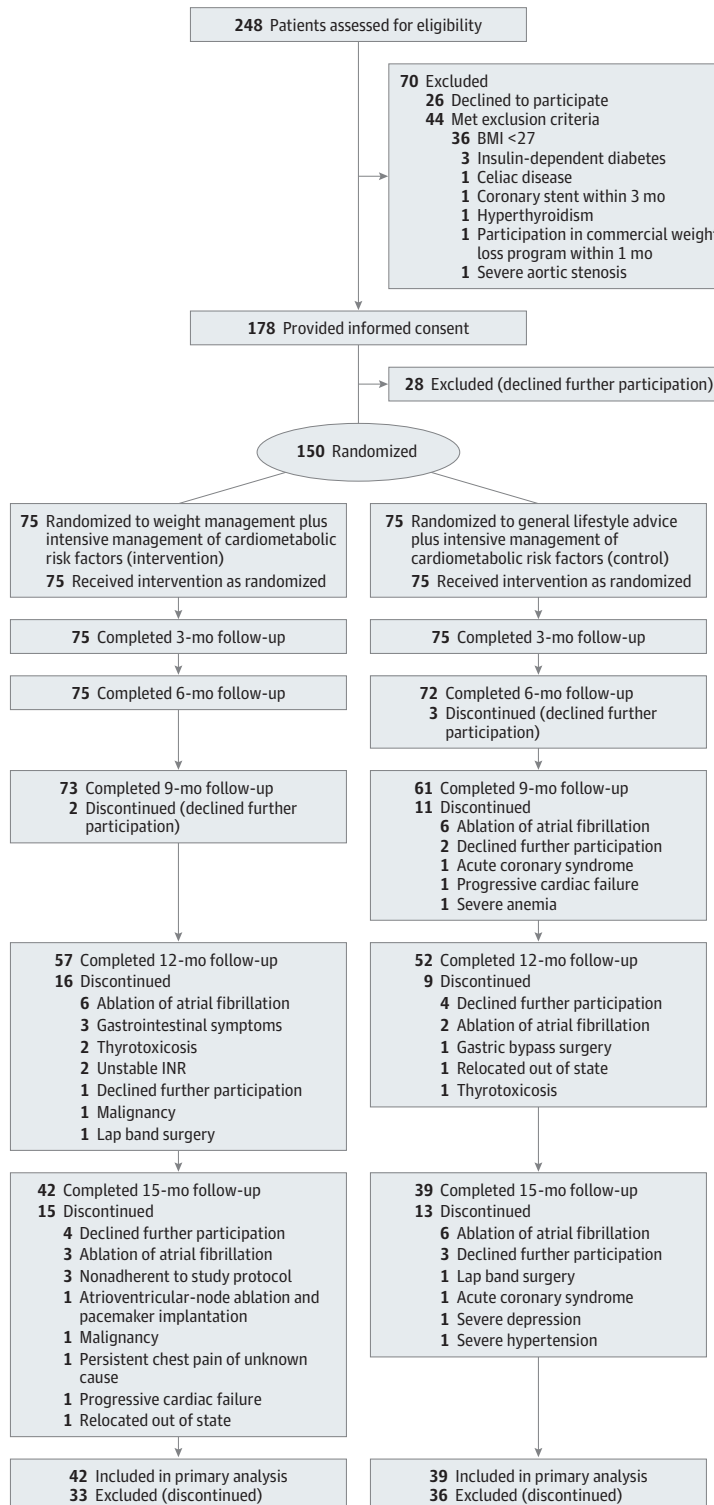 248 Patients assessed for eligibility
70 Excluded
26 Declined to participate
44 Met exclusion criteria
36 BMI <27
3 Insulin-dependent diabetes
1 Celiac disease
1 Coronary stent within 3 mo
1 Hyperthyroidism
1 Participation in commercial weight
loss program within 1 mo
1 Severe aortic stenosis
178 Provided informed consent
28 Excluded (declined further participation)
150 Randomized
75 Randomized to weight management plus
intensive management of cardiometabolic
risk factors (intervention)
75 Received intervention as randomized
75 Randomized to general lifestyle advice
plus intensive management of
cardiometabolic risk factors (control)
75 Received intervention as randomized
75 Completed 3-mo follow-up
75 Completed 3-mo follow-up
75 Completed 6-mo follow-up
72 Completed 6-mo follow-up
3 Discontinued (declined further
participation)
73 Completed 9-mo follow-up
2 Discontinued (declined further
participation)
61 Completed 9-mo follow-up
11 Discontinued
6 Ablation of atrial fibrillation
2 Declined further participation
1 Acute coronary syndrome
1 Progressive cardiac failure
1 Severe anemia
57 Completed 12-mo follow-up
16 Discontinued
6 Ablation of atrial fibrillation
3 Gastrointestinal symptoms
2 Thyrotoxicosis
2 Unstable INR
1 Declined further participation
1 Malignancy
1 Lap band surgery
52 Completed 12-mo follow-up
9 Discontinued
4 Declined further participation
2 Ablation of atrial fibrillation
1 Gastric bypass surgery
1 Relocated out of state
1 Thyrotoxicosis
42 Completed 15-mo follow-up
15 Discontinued
4 Declined further participation
3 Ablation of atrial fibrillation
3 Nonadherent to study protocol
1 Atrioventricular-node ablation and
pacemaker implantation
1 Malignancy
1 Persistent chest pain of unknown
cause
1 Progressive cardiac failure
1 Relocated out of state
39 Completed 15-mo follow-up
13 Discontinued
6 Ablation of atrial fibrillation
3 Declined further participation
1 Lap band surgery
1 Acute coronary syndrome
1 Severe depression
1 Severe hypertension
42 Included in primary analysis
33 Excluded (discontinued)
39 Included in primary analysis
36 Excluded (discontinued)